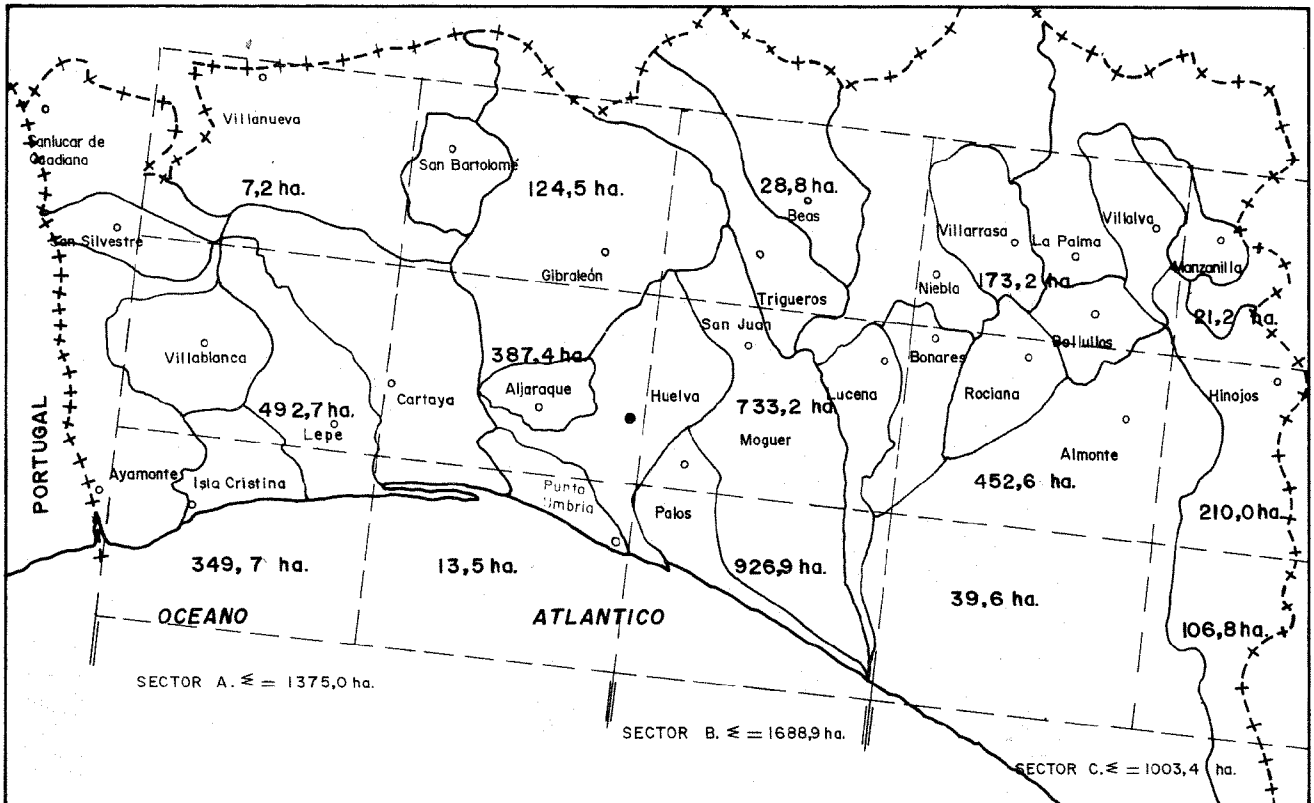 Villanueva
Sanlucar de
Guadiana
San Bartolomé
7,2 ha.
124,5 ha.
28,8 ha.
Beas
San Silvestre
Villarrasa
La Palma
Villalva
Manzanilla
Gibraleón
Trigueros
Niebla
173,2 ha
21,2 ha.
San Juan
Villablanca
387,4 ha.
Aljaraque
Huelva
Lucena
Bonares
Bollullos
Rociana
Hinojos
492,7 ha.
Lepe
Cartaya
733,2 ha
Moguer
Almonte
PORTUGAL
Ayamonte
Isla Cristina
Punta
Umbria
Palos
452,6 ha.
210,0 ha.
349,7 ha.
13,5 ha.
926,9 ha.
39,6 ha.
106,8 ha.
OCEANO
ATLANTICO
SECTOR A. ≤ = 1375,0 ha.
SECTOR B. ≤ = 1688,9 ha.
SECTOR C. ≤ = 1003,4 ha.